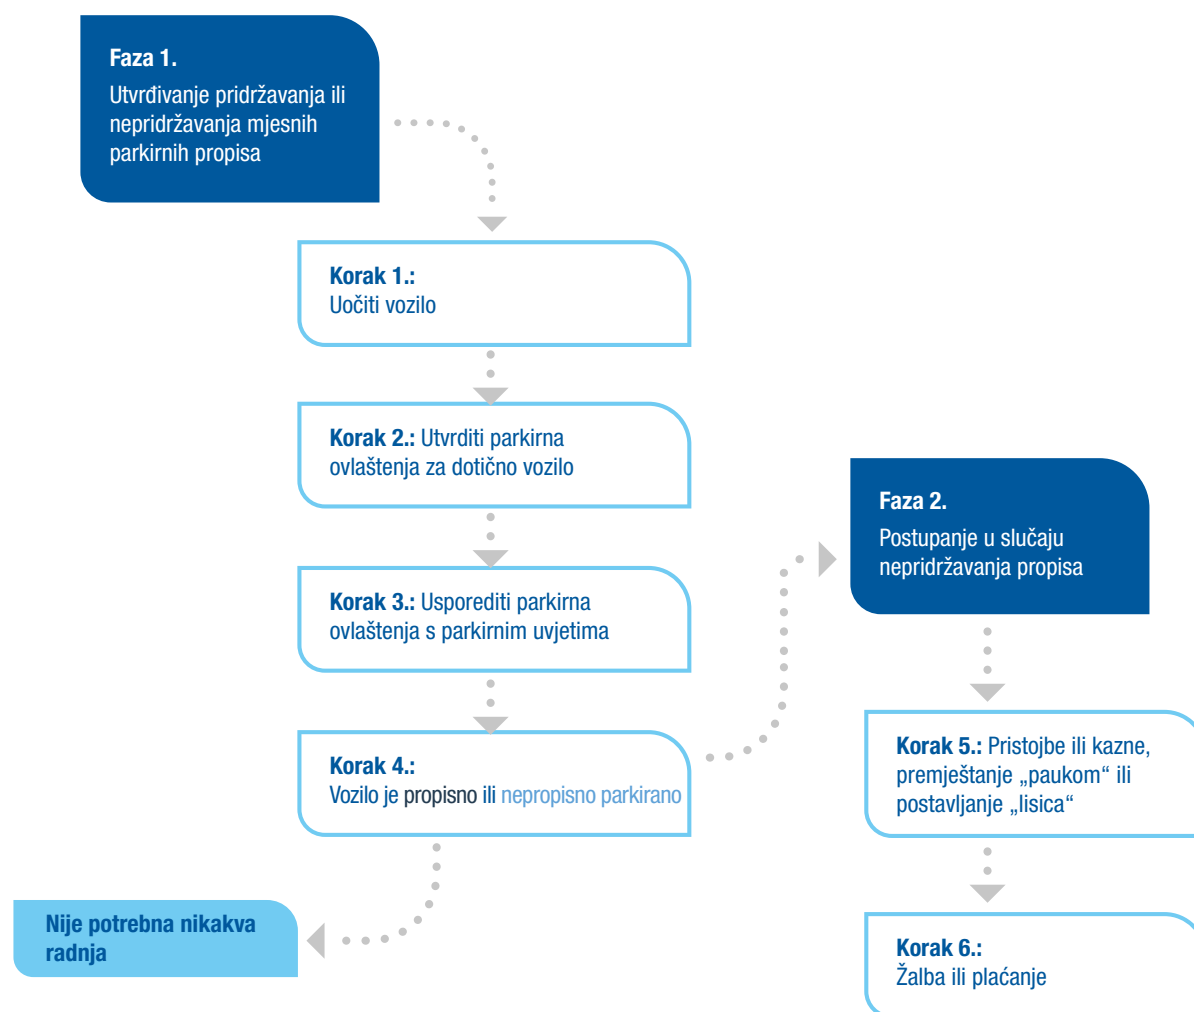 Faza 1.
Utvrđivanje pridržavanja ili
nepridržavanja mjesnih
parkirnih propisa
Korak 1.:
Uočiti vozilo
Korak 2.: Utvrditi parkirna
ovlaštenja za dotično vozilo
Korak 3.: Usporediti parkirna
ovlaštenja s parkirnim uvjetima
Korak 4.:
Vozilo je propisno ili nepropisno parkirano
Nije potrebna nikakva
radnja
Faza 2.
Postupanje u slučaju
nepridržavanja propisa
Korak 5.: Pristojbe ili kazne,
premještanje „paukom“ ili
postavljanje „lisica“
Korak 6.:
Žalba ili plaćanje